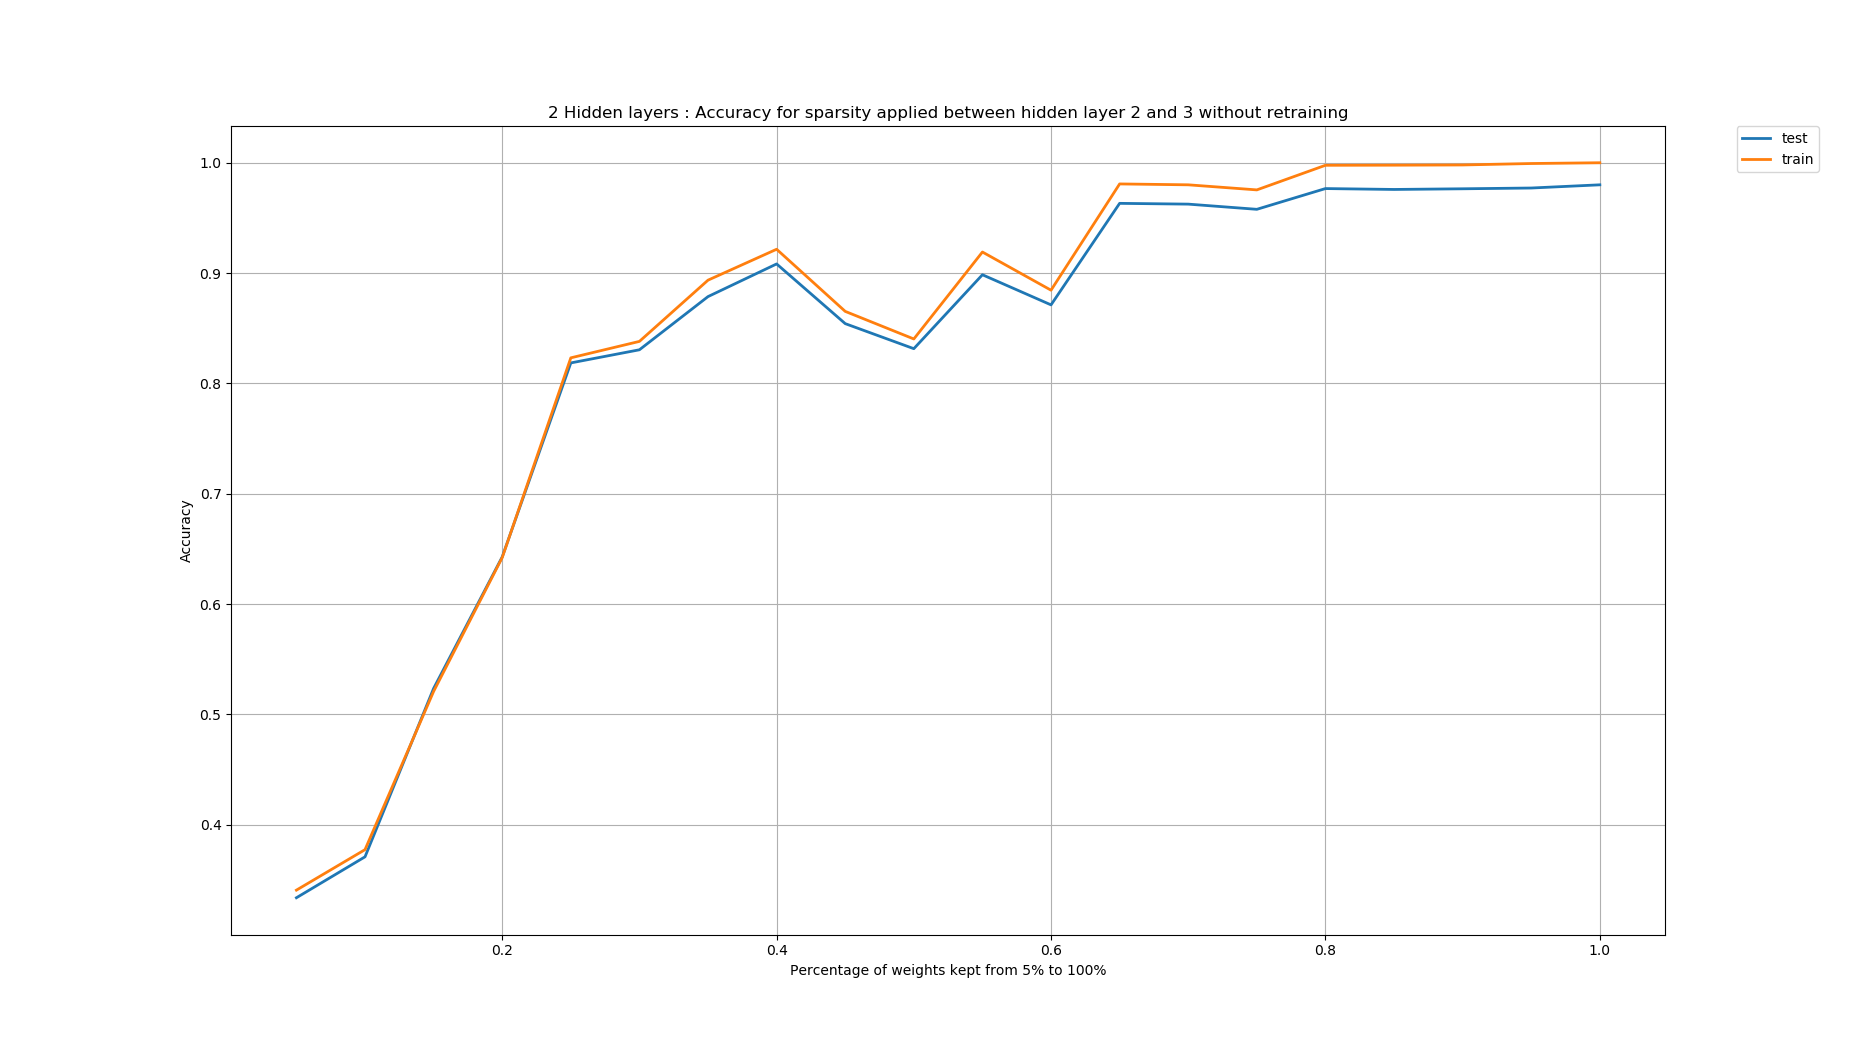 2 Hidden layers : Accuracy for sparsity applied between hidden layer 2 and 3 without retraining
test
train
1.0
0.9
0.8
0.7
0.6
0.5
0.4
Accuracy
0.2
0.4
0.6
0.8
1.0
Percentage of weights kept from 5% to 100%